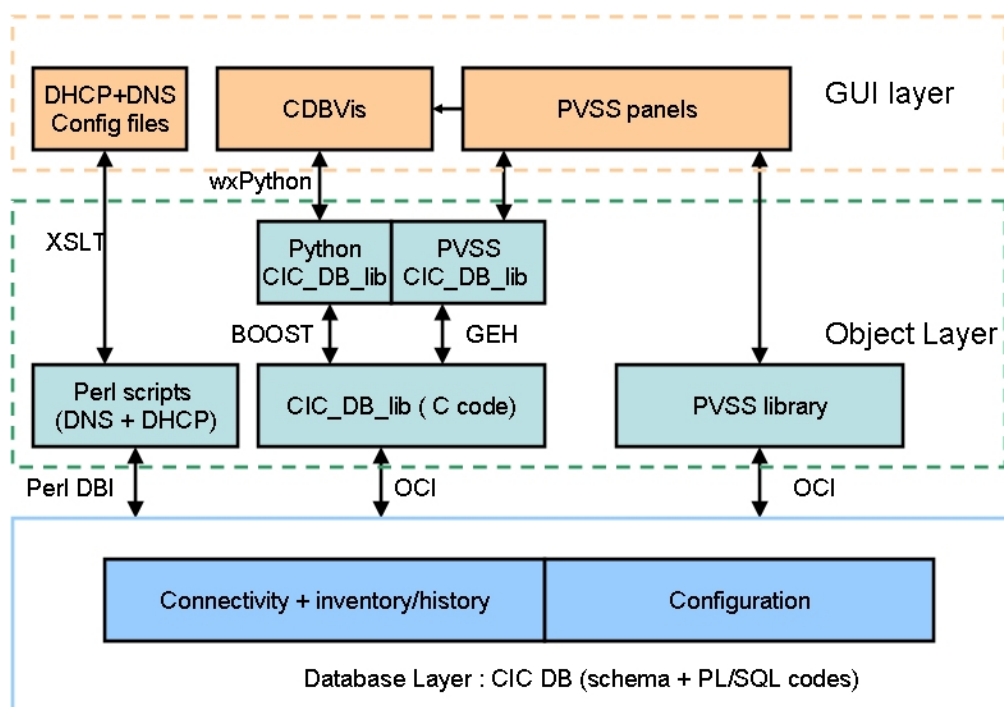 DHCP+DNS
Config files
CDBVis
PVSS panels
GUI layer
wxPython
XSLT
Python
CIC_DB_lib
PVSS
CIC_DB_lib
BOOST
GEH
Object Layer
Perl scripts
(DNS + DHCP)
CIC_DB_lib ( C code)
PVSS library
Perl DBI
OCI
OCI
Connectivity + inventory/history
Configuration
Database Layer : CIC DB (schema + PL/SQL codes)